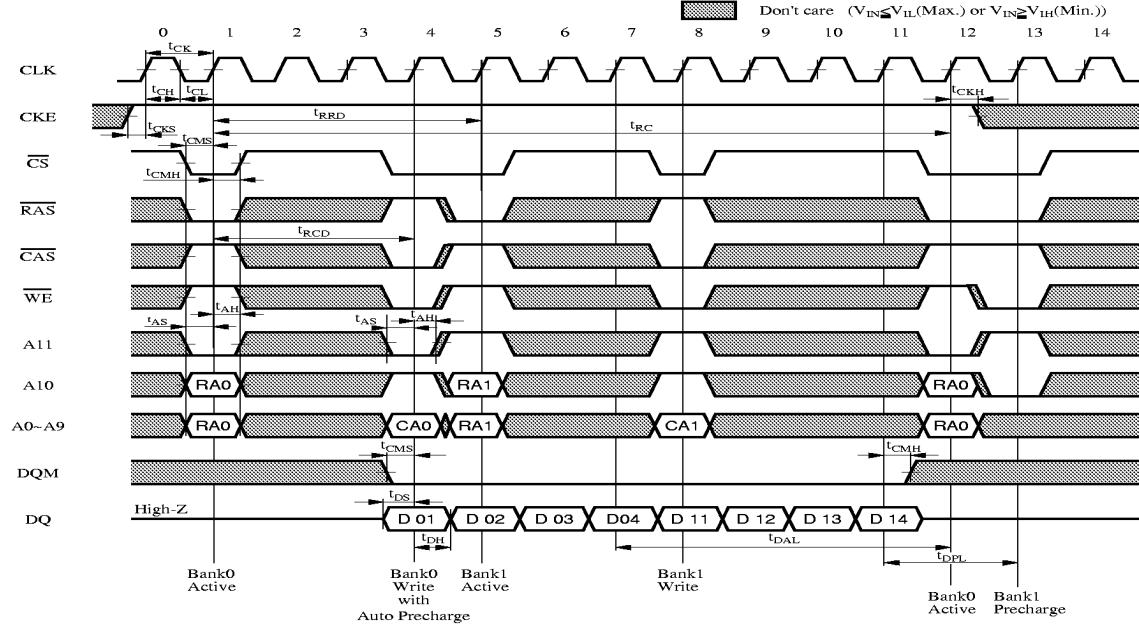 Don't care (VIN≤VIL(Max.) or VIN≥VIH(Min.))
0 1 2 3 4 5 6 7 8 9 10 11 12 13 14
tCK
CLK
tCH tCL tCKH
CKE
tCKS tRRD tRC
tCMS
CS
tCMH
RAS
tRCD
CAS
WE
tAH
tAS tAS tAH
A11
A10 RA0 RA1 RA0
A0~A9 RA0 CA0 RA1 CA1 RA0
tCMS tCMH
DQM
tDS
High-Z
DQ D 01 D 02 D 03 D04 D 11 D 12 D 13 D 14
tDH tDAL
tDPL
Bank0 Active
Bank0 Write with Auto Precharge
Bank1 Active
Bank1 Write
Bank0 Active
Bank1 Precharge